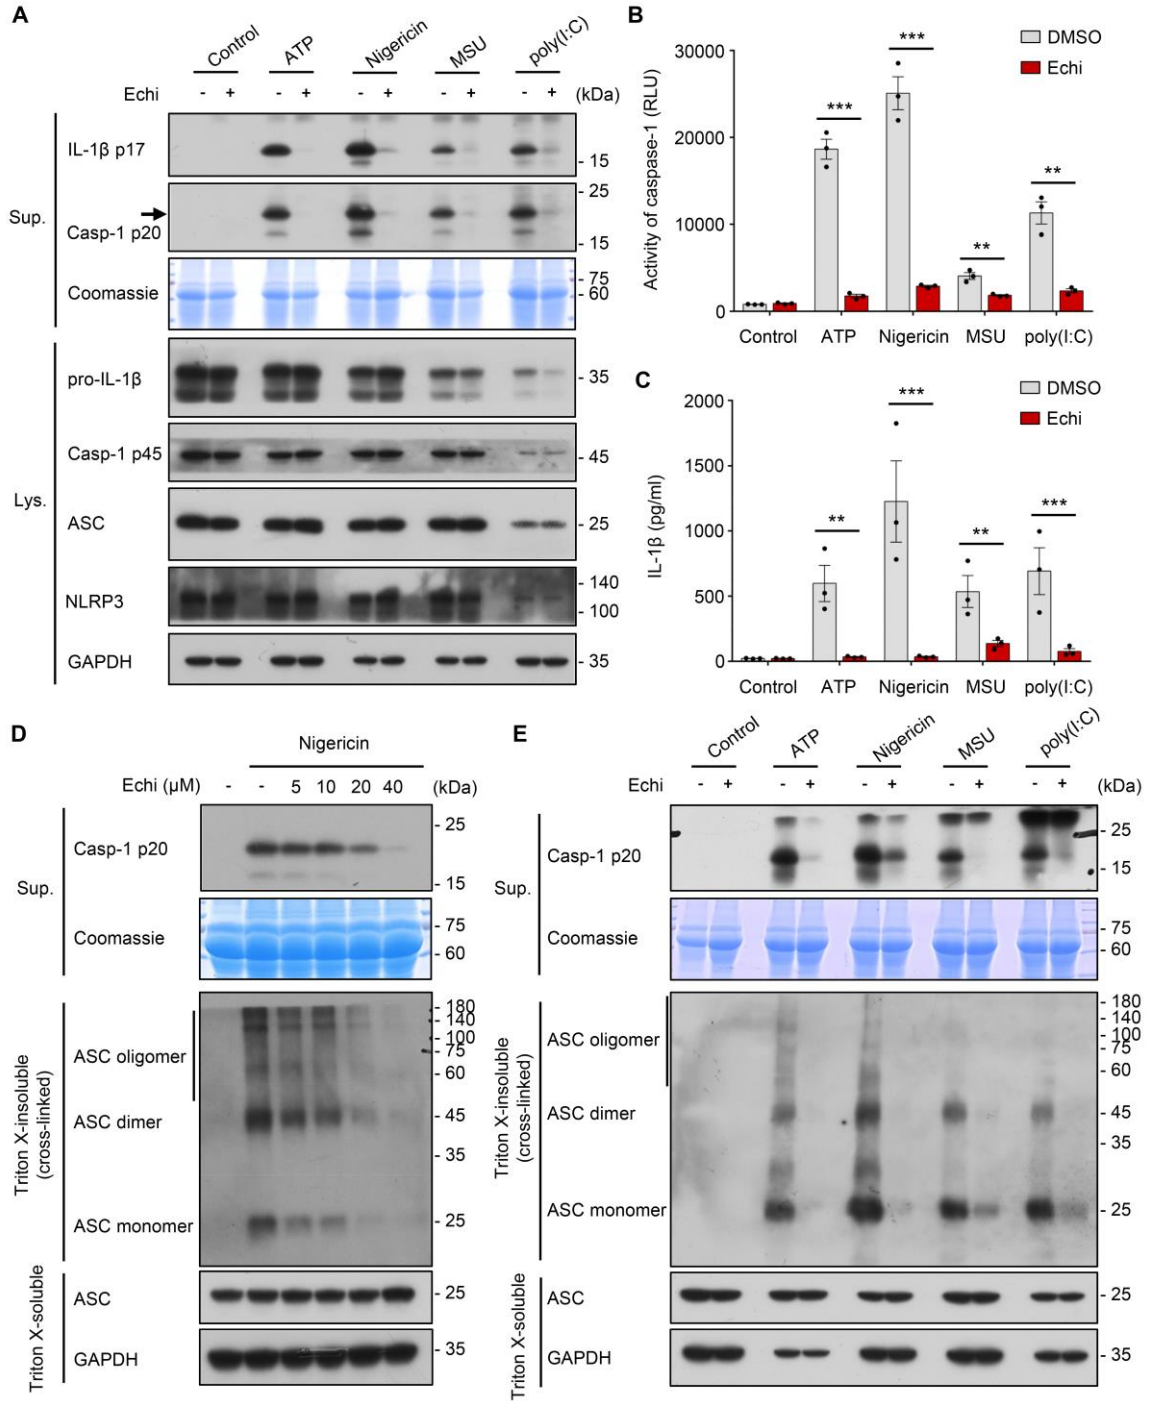 A
Control ATP Nigericin MSU poly(I:C)
Echi - + - + - + - + - + (kDa)
IL-1β p17
- 15
- 25
Casp-1 p20
- 15
Sup.
Coomassie
- 75
- 60
pro-IL-1β - 35
Casp-1 p45 - 45
Lys.
ASC - 25
NLRP3
- 140
- 100
GAPDH - 35
B
DMSO
Echi
Activity of caspase-1 (RLU)
30000
20000
10000
0
*** *** ** **
Control ATP Nigericin MSU poly(I:C)
C
DMSO
Echi
IL-1β (pg/ml)
2000
1500
1000
500
0
** *** ** ***
Control ATP Nigericin MSU poly(I:C)
D
Nigericin
Echi (μM) - - 5 10 20 40 (kDa)
Sup.
Casp-1 p20
- 25
- 15
Coomassie
- 75
- 60
Triton X-insoluble
(cross-linked)
ASC oligomer
ASC dimer
ASC monomer
- 180
- 140
- 100
- 75
- 60
- 45
- 35
- 25
Triton X-soluble
ASC - 25
GAPDH - 35
E
Control ATP Nigericin MSU poly(I:C)
Echi - + - + - + - + - + (kDa)
Sup.
Casp-1 p20
- 25
- 15
Coomassie
- 75
- 60
Triton X-insoluble
(cross-linked)
ASC oligomer
ASC dimer
ASC monomer
- 180
- 140
- 100
- 75
- 60
- 45
- 35
- 25
Triton X-soluble
ASC - 25
GAPDH - 35